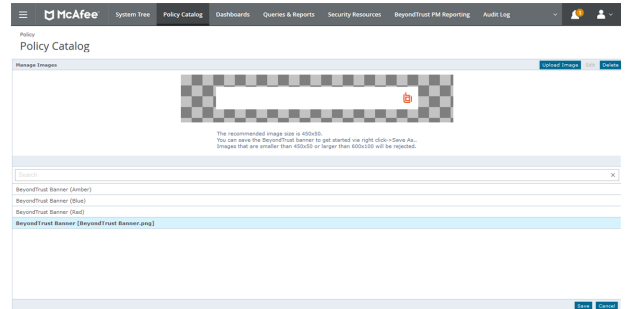 McAfee System Tree Policy Catalog Dashboards Queries & Reports Security Resources BeyondTrust PM Reporting Audit Log
Policy
Policy Catalog
Manage Images Upload Image Edit Delete
The recommended image size is 450x50.
You can save the BeyondTrust banner to get started via right click->Save As..
Images that are smaller than 450x50 or larger than 600x100 will be rejected.
Search
BeyondTrust Banner (Amber)
BeyondTrust Banner (Blue)
BeyondTrust Banner (Red)
BeyondTrust Banner [BeyondTrust Banner.png]
Save Cancel